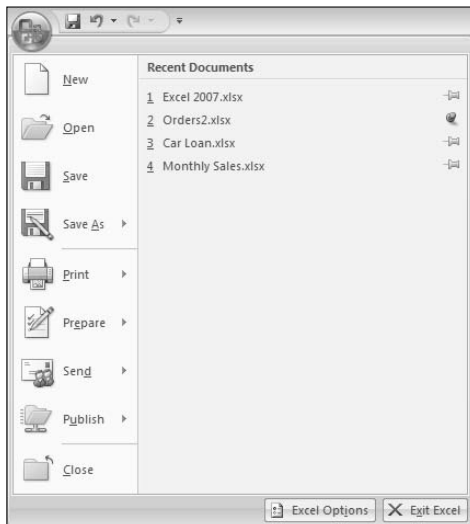 New
Open
Save
Save As
Print
Prepare
Send
Publish
Close
Recent Documents
1 Excel 2007.xlsx
2 Orders2.xlsx
3 Car Loan.xlsx
4 Monthly Sales.xlsx
Excel Options
Exit Excel